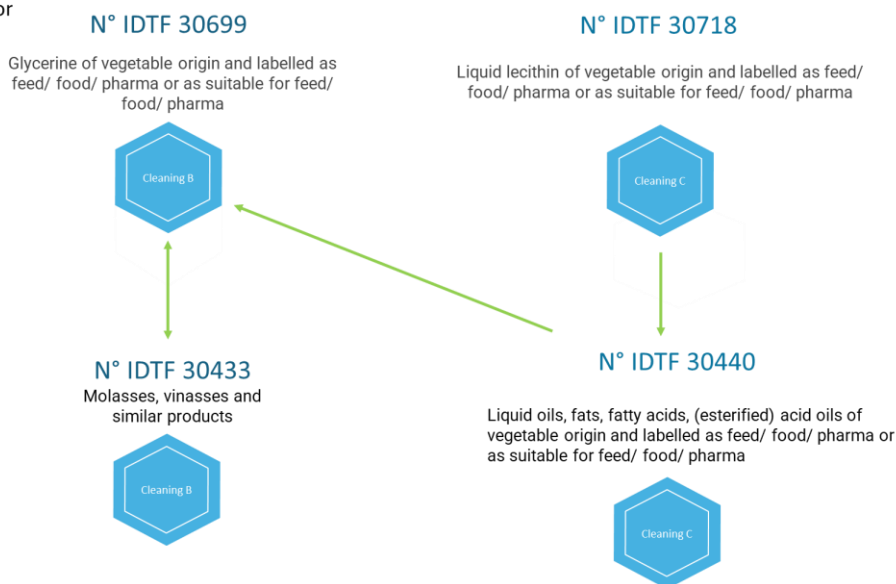 or
N° IDTF 30699
Glycerine of vegetable origin and labelled as
feed/ food/ pharma or as suitable for feed/
food/ pharma
Cleaning B
N° IDTF 30718
Liquid lecithin of vegetable origin and labelled as feed/
food/ pharma or as suitable for feed/ food/ pharma
Cleaning C
N° IDTF 30433
Molasses, vinasses and
similar products
Cleaning B
N° IDTF 30440
Liquid oils, fats, fatty acids, (esterified) acid oils of
vegetable origin and labelled as feed/ food/ pharma or
as suitable for feed/ food/ pharma
Cleaning C